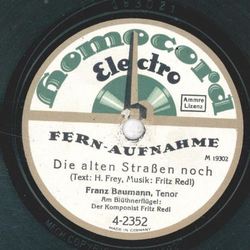 Homocord
Electro
Ammre
Lizenz
FERN-AUFNAHME
M 19302
Die alten Straßen noch
(Text: H. Frey, Musik: Fritz Redl)
Franz Baumann, Tenor
Am Blüthnerflügel:
Der Komponist Fritz Redl
4-2352
MADE IN GERMANY